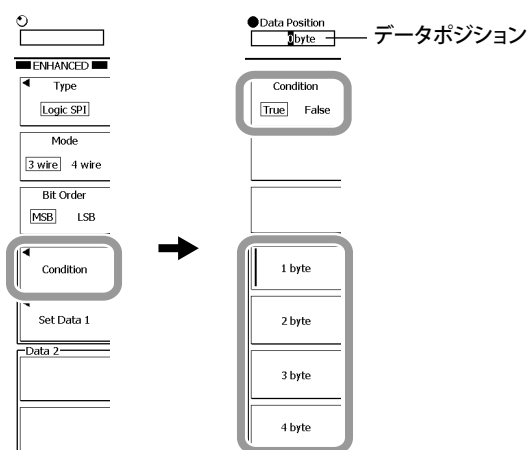 ENHANCED
Type
Logic SPI
Mode
3 wire 4 wire
Bit Order
MSB LSB
Condition
Set Data 1
Data 2
Data Position
0byte
データポジション
Condition
True False
1 byte
2 byte
3 byte
4 byte